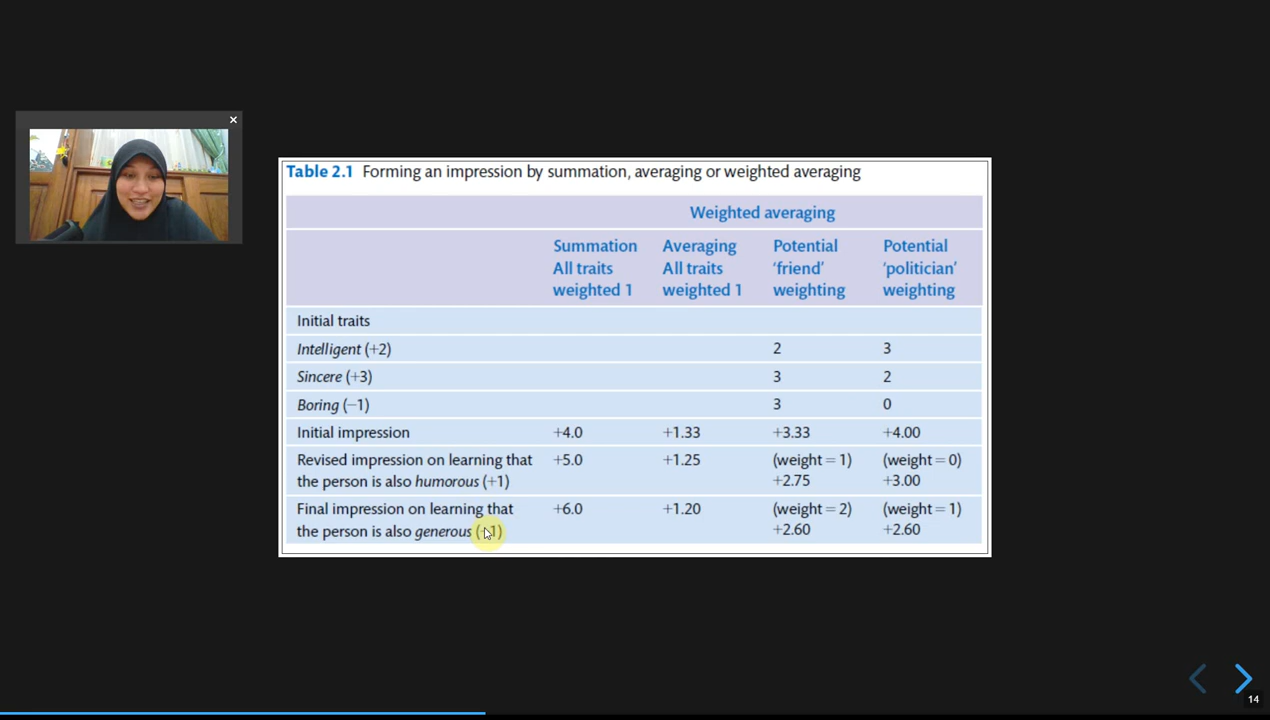 ×
Table 2.1 Forming an impression by summation, averaging or weighted averaging
Weighted averaging
Summation Averaging Potential Potential
All traits All traits ‘friend’ ‘politician’
weighted 1 weighted 1 weighting weighting
Initial traits
Intelligent (+2) 2 3
Sincere (+3) 3 2
Boring (−1) 3 0
Initial impression +4.0 +1.33 +3.33 +4.00
Revised impression on learning that +5.0 +1.25 (weight = 1) (weight = 0)
the person is also humorous (+1) +2.75 +3.00
Final impression on learning that +6.0 +1.20 (weight = 2) (weight = 1)
the person is also generous (+1) +2.60 +2.60
14